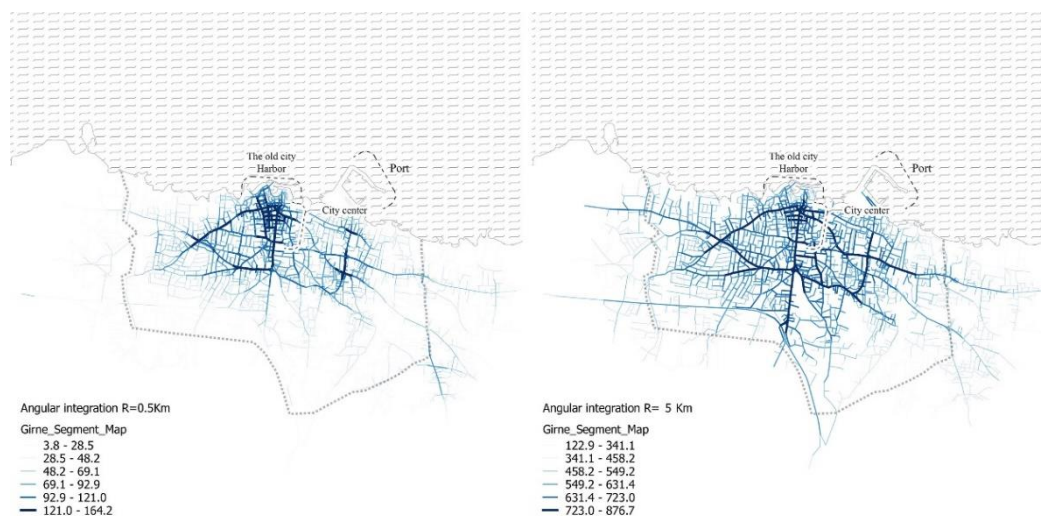 The old city
Harbor
Port
City center
Angular integration R=0.5Km
Girne_Segment_Map
3.8 - 28.5
28.5 - 48.2
48.2 - 69.1
69.1 - 92.9
92.9 - 121.0
121.0 - 164.2
The old city
Harbor
Port
City center
Angular integration R= 5 Km
Girne_Segment_Map
122.9 - 341.1
341.1 - 458.2
458.2 - 549.2
549.2 - 631.4
631.4 - 723.0
723.0 - 876.7